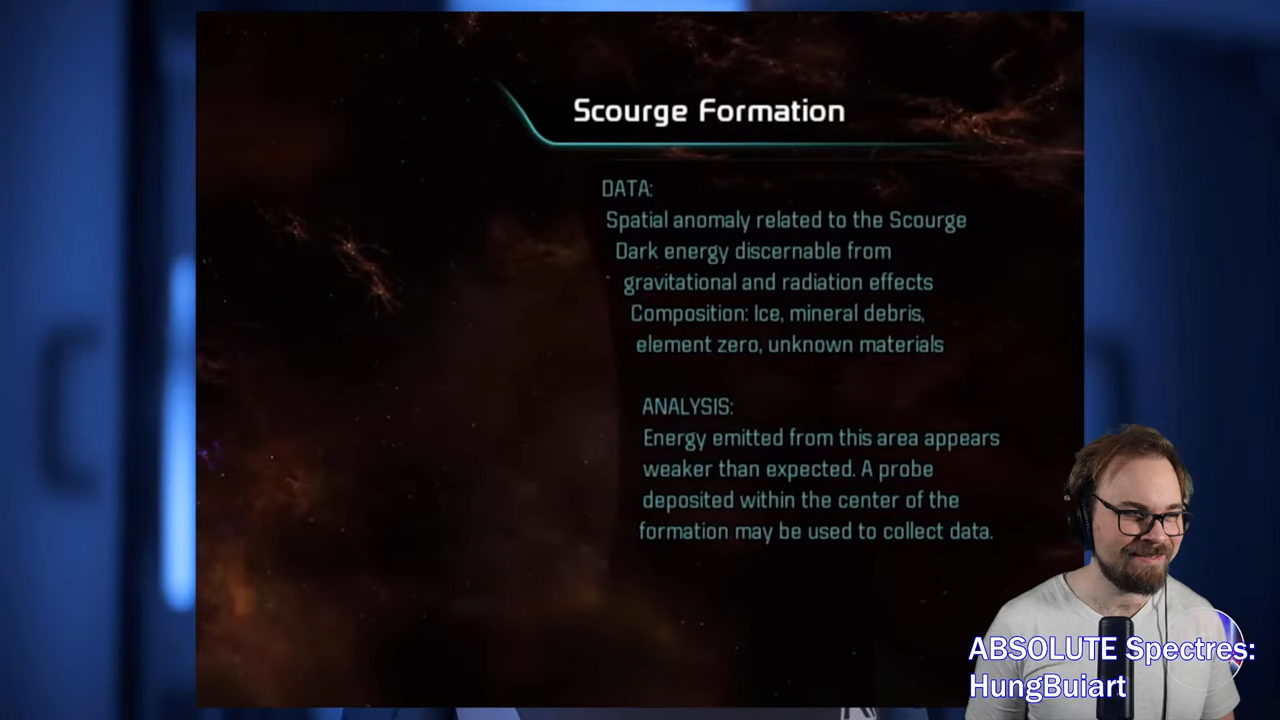 Scourge Formation
DATA:
Spatial anomaly related to the Scourge
Dark energy discernable from
gravitational and radiation effects
Composition: Ice, mineral debris,
element zero, unknown materials
ANALYSIS:
Energy emitted from this area appears
weaker than expected. A probe
deposited within the center of the
formation may be used to collect data.
ABSOLUTE Spectres:
HungBuiart